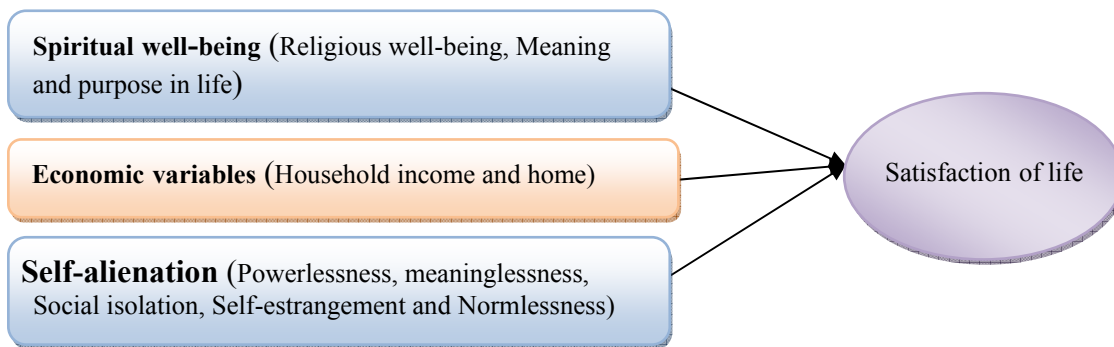 Spiritual well-being (Religious well-being, Meaning
and purpose in life)
Economic variables (Household income and home)
Satisfaction of life
Self-alienation (Powerlessness, meaninglessness,
Social isolation, Self-estrangement and Normlessness)